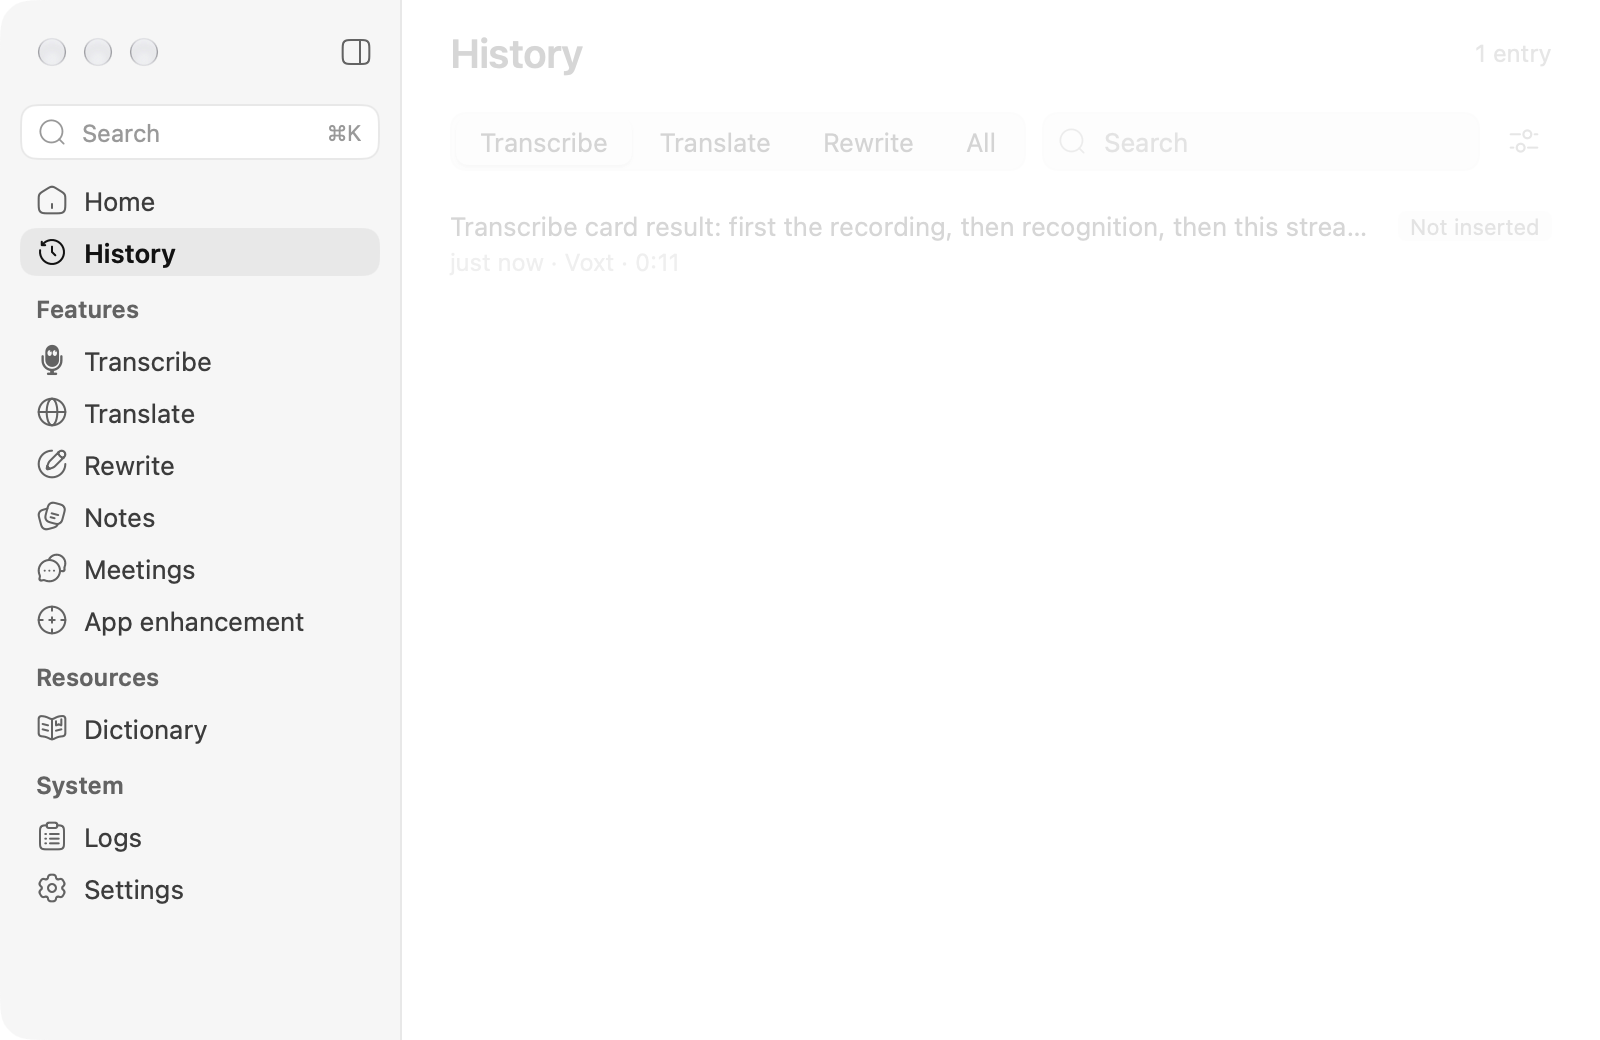 Search ⌘K
Home
History
Features
Transcribe
Translate
Rewrite
Notes
Meetings
App enhancement
Resources
Dictionary
System
Logs
Settings
History
1 entry
Transcribe Translate Rewrite All
Search
Transcribe card result: first the recording, then recognition, then this strea...
Not inserted
just now · Voxt · 0:11